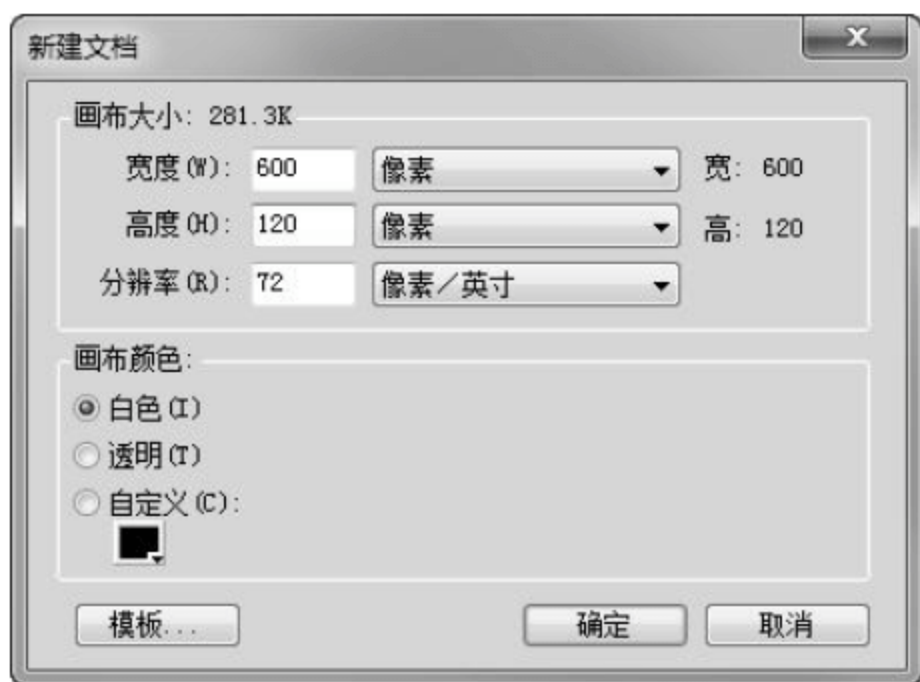 新建文档
画布大小: 281.3K
宽度(W): 600 像素 宽: 600
高度(H): 120 像素 高: 120
分辨率(R): 72 像素/英寸
画布颜色:
白色(I)
透明(T)
自定义(C):
模板... 确定 取消